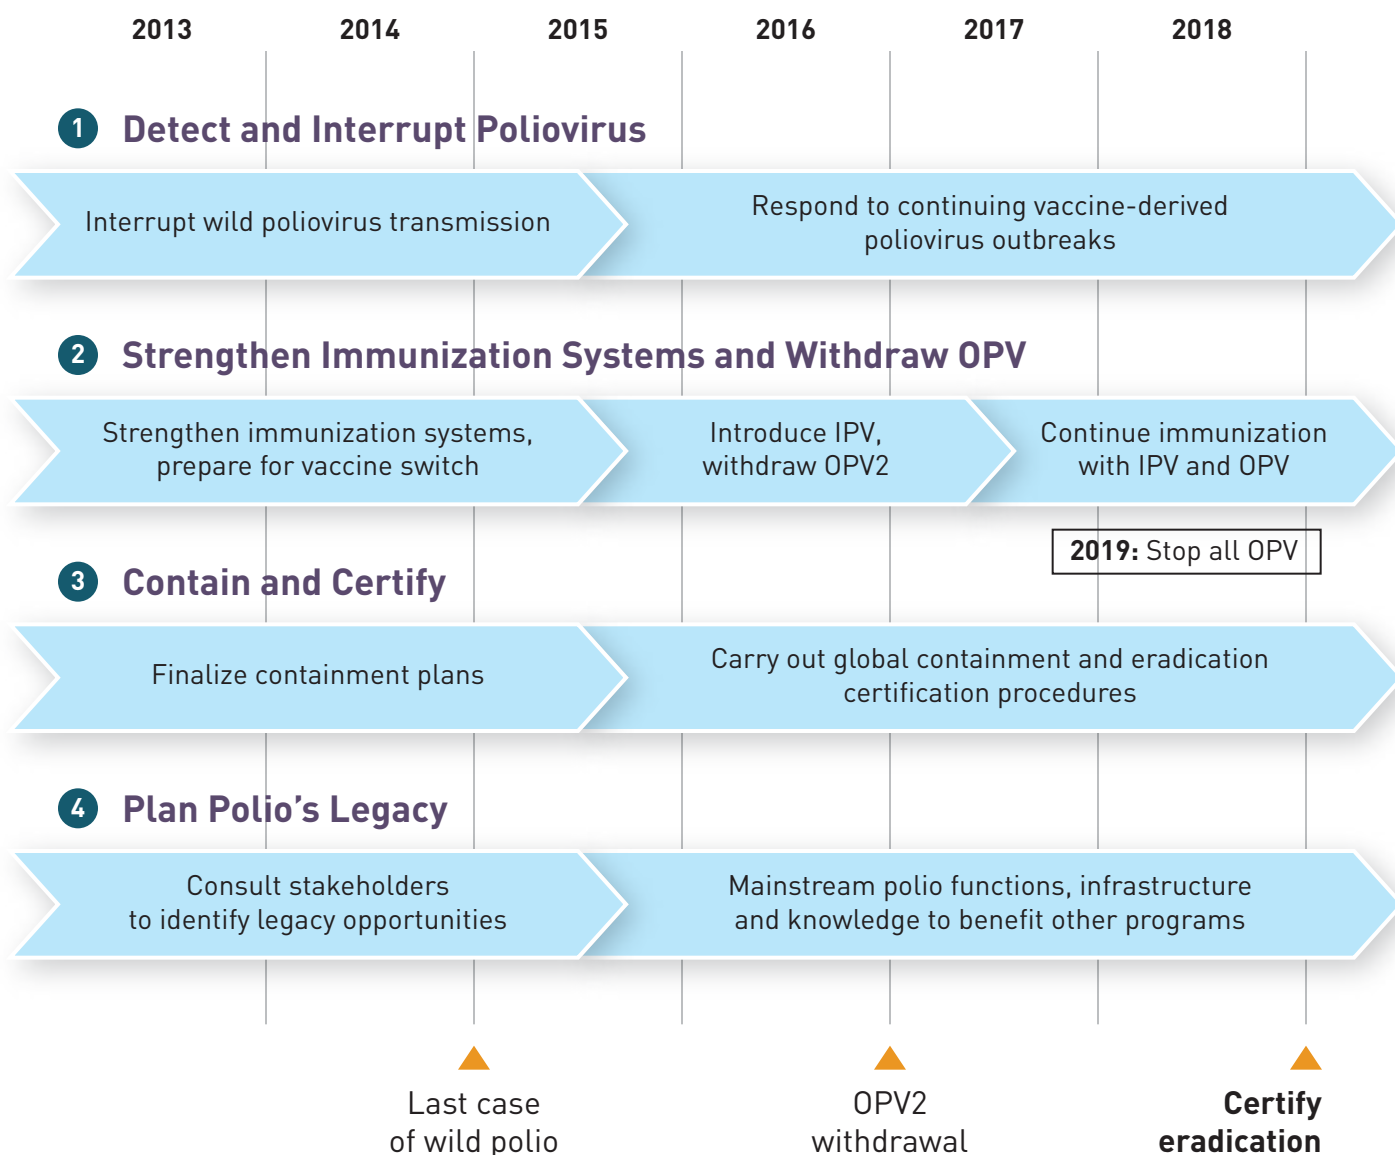 2013 2014 2015 2016 2017 2018
1 Detect and Interrupt Poliovirus
Interrupt wild poliovirus transmission
Respond to continuing vaccine-derived
poliovirus outbreaks
2 Strengthen Immunization Systems and Withdraw OPV
Strengthen immunization systems,
prepare for vaccine switch
Introduce IPV,
withdraw OPV2
Continue immunization
with IPV and OPV
2019: Stop all OPV
3 Contain and Certify
Finalize containment plans
Carry out global containment and eradication
certification procedures
4 Plan Polio’s Legacy
Consult stakeholders
to identify legacy opportunities
Mainstream polio functions, infrastructure
and knowledge to benefit other programs
Last case
of wild polio
OPV2
withdrawal
Certify
eradication